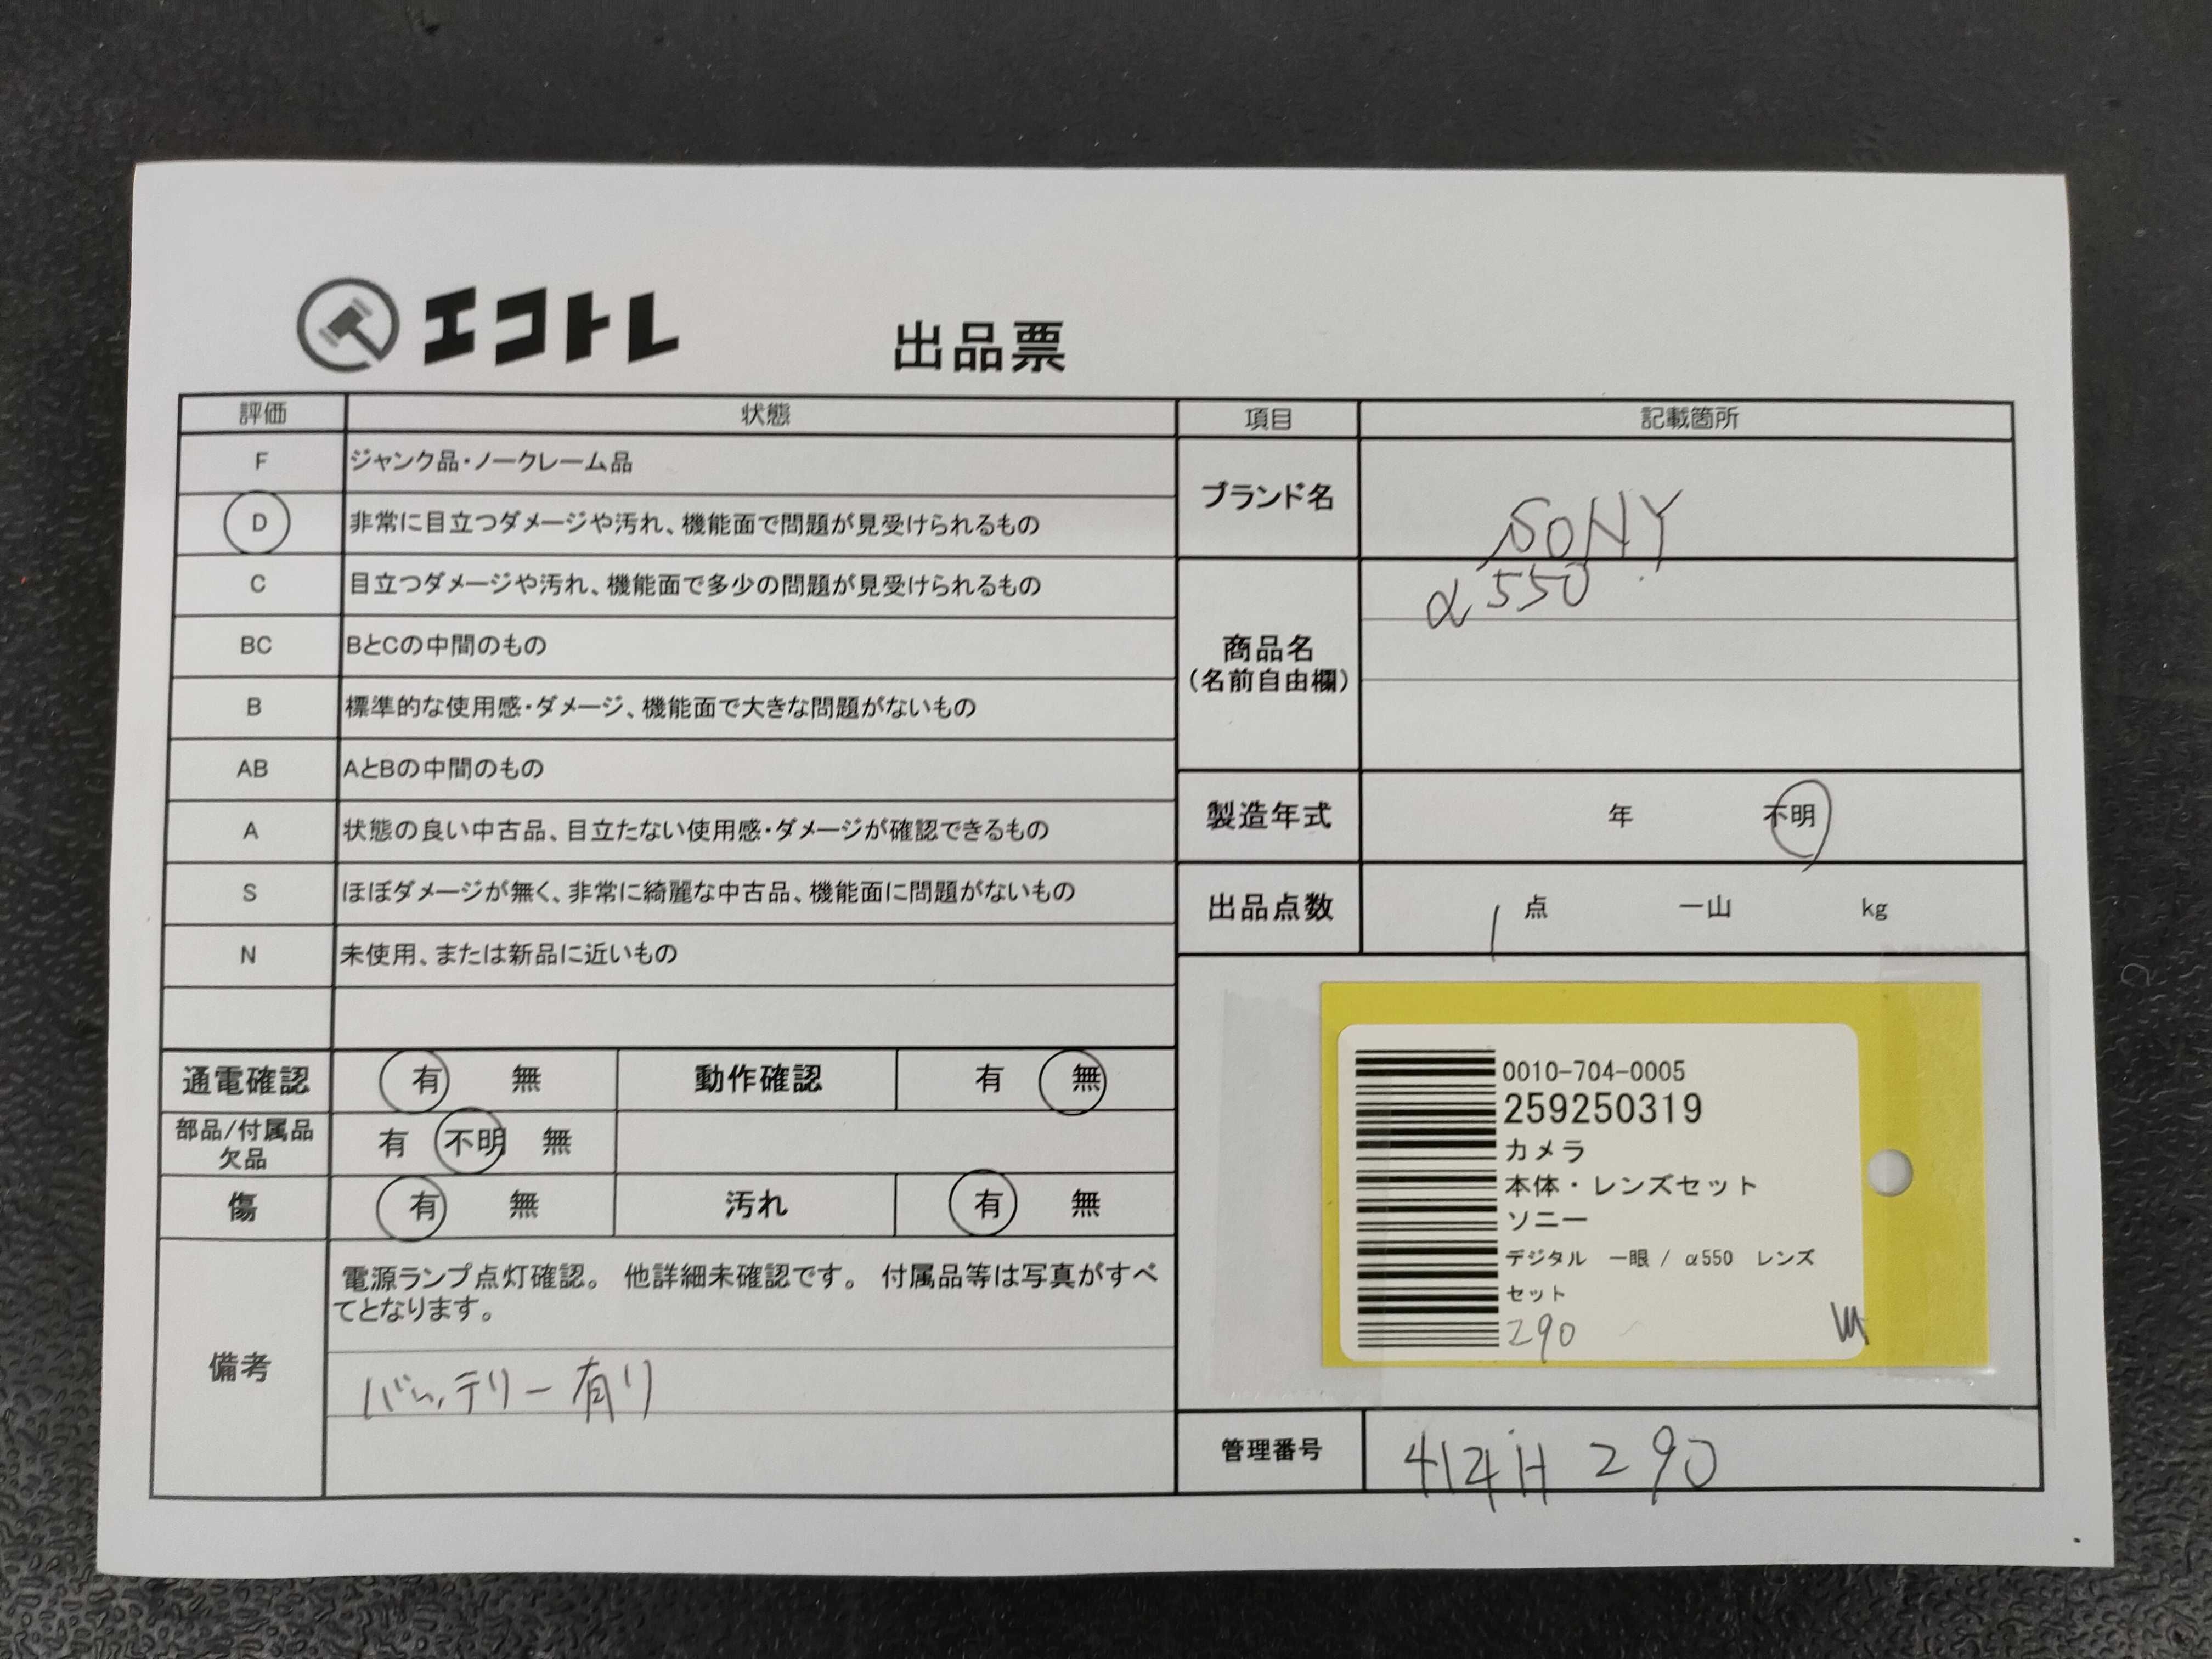 エコトレ
出品票
評価 状態
F ジャンク品・ノークレーム品
D 非常に目立つダメージや汚れ、機能面で問題が見受けられるもの
C 目立つダメージや汚れ、機能面で多少の問題が見受けられるもの
BC BとCの中間のもの
B 標準的な使用感・ダメージ、機能面で大きな問題がないもの
AB AとBの中間のもの
A 状態の良い中古品、目立たない使用感・ダメージが確認できるもの
S ほぼダメージが無く、非常に綺麗な中古品、機能面に問題がないもの
N 未使用、または新品に近いもの
通電確認 有 無 動作確認 有 無
部品/付属品
欠品
有 不明 無
傷 有 無 汚れ 有 無
備考
電源ランプ点灯確認。 他詳細未確認です。 付属品等は写真がすべ
てとなります。
バッテリー有り
項目 記載箇所
ブランド名 SONY
商品名
(名前自由欄)
α550
製造年式 年 不明
出品点数 1 点 一山 kg
0010-704-0005
259250319
カメラ
本体・レンズセット
ソニー
デジタル 一眼 / α550 レンズ
セット
290
管理番号 414H 290